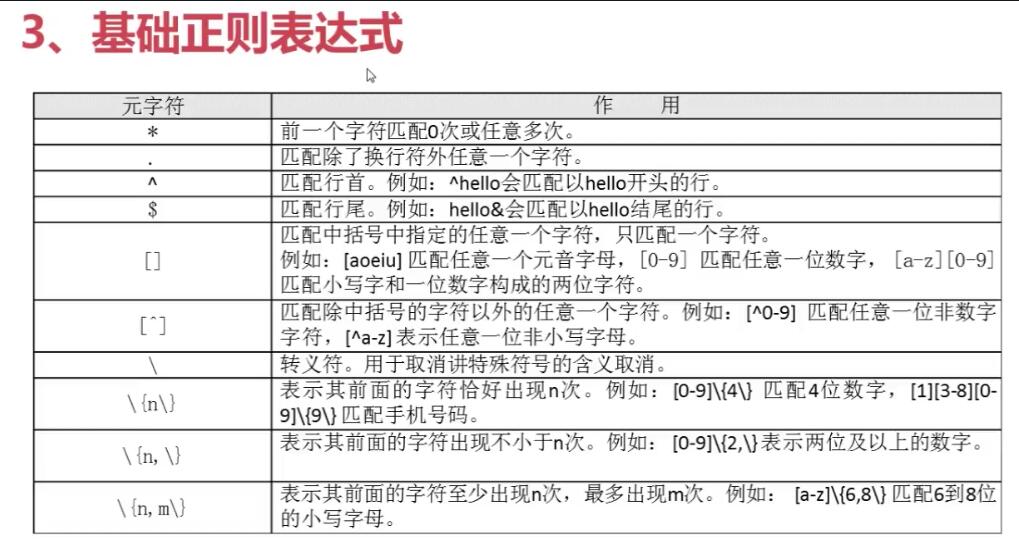 3、基础正则表达式
元字符 作 用
* 前一个字符匹配0次或任意多次。
. 匹配除了换行符外任意一个字符。
^ 匹配行首。例如：^hello会匹配以hello开头的行。
$ 匹配行尾。例如：hello&会匹配以hello结尾的行。
[] 匹配中括号中指定的任意一个字符，只匹配一个字符。
例如：[aoeiu] 匹配任意一个元音字母，[0-9] 匹配任意一位数字， [a-z][0-9]
匹配小写字和一位数字构成的两位字符。
[^] 匹配除中括号的字符以外的任意一个字符。例如：[^0-9] 匹配任意一位非数字
字符，[^a-z] 表示任意一位非小写字母。
\ 转义符。用于取消讲特殊符号的含义取消。
\{n\} 表示其前面的字符恰好出现n次。例如：[0-9]\{4\} 匹配4位数字，[1][3-8][0-
9]\{9\} 匹配手机号码。
\{n,\} 表示其前面的字符出现不小于n次。例如： [0-9]\{2,\}表示两位及以上的数字。
\{n,m\} 表示其前面的字符至少出现n次，最多出现m次。例如： [a-z]\{6,8\} 匹配6到8位
的小写字母。